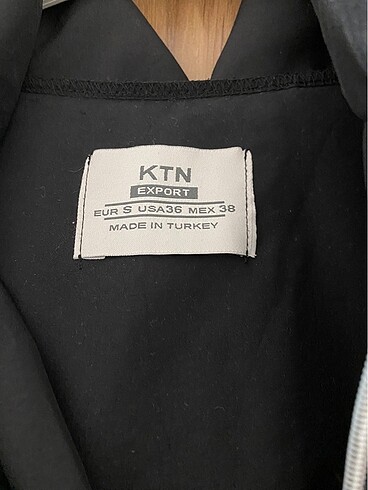 KTN
EXPORT
EUR S USA36 MEX 38
MADE IN TURKEY